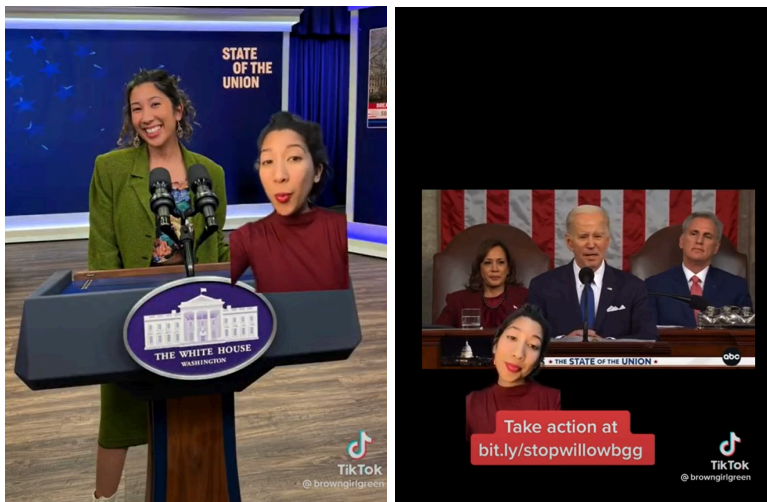 STATE
OF THE
UNION
THE WHITE HOUSE
WASHINGTON
TikTok
@browngirlgreen
THE STATE OF THE UNION
abc
Take action at
bit.ly/stopwillowbgg
TikTok
@browngirlgreen